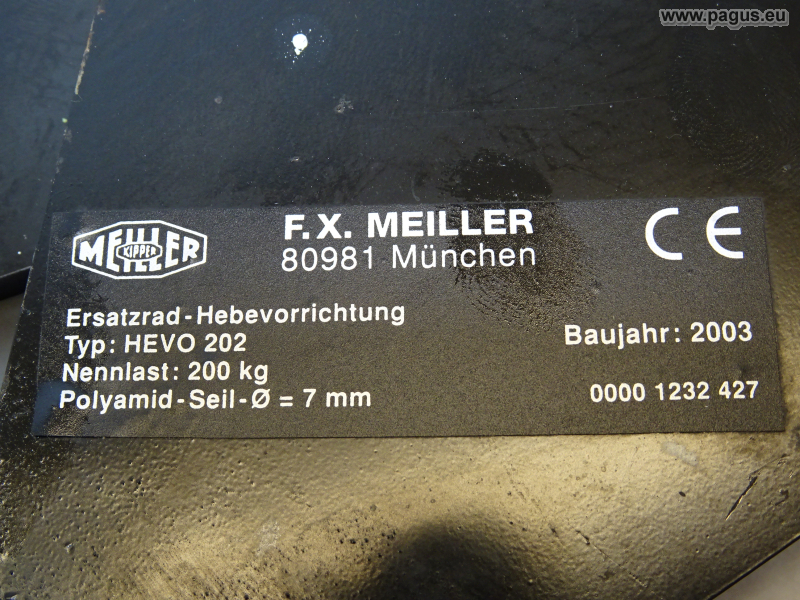 www.pagus.eu
MEILLER
KIPPER
F.X. MEILLER
80981 München
CE
Ersatzrad-Hebevorrichtung
Typ: HEVO 202
Nennlast: 200 kg
Polyamid-Seil-Ø = 7 mm
Baujahr: 2003
0000 1232 427